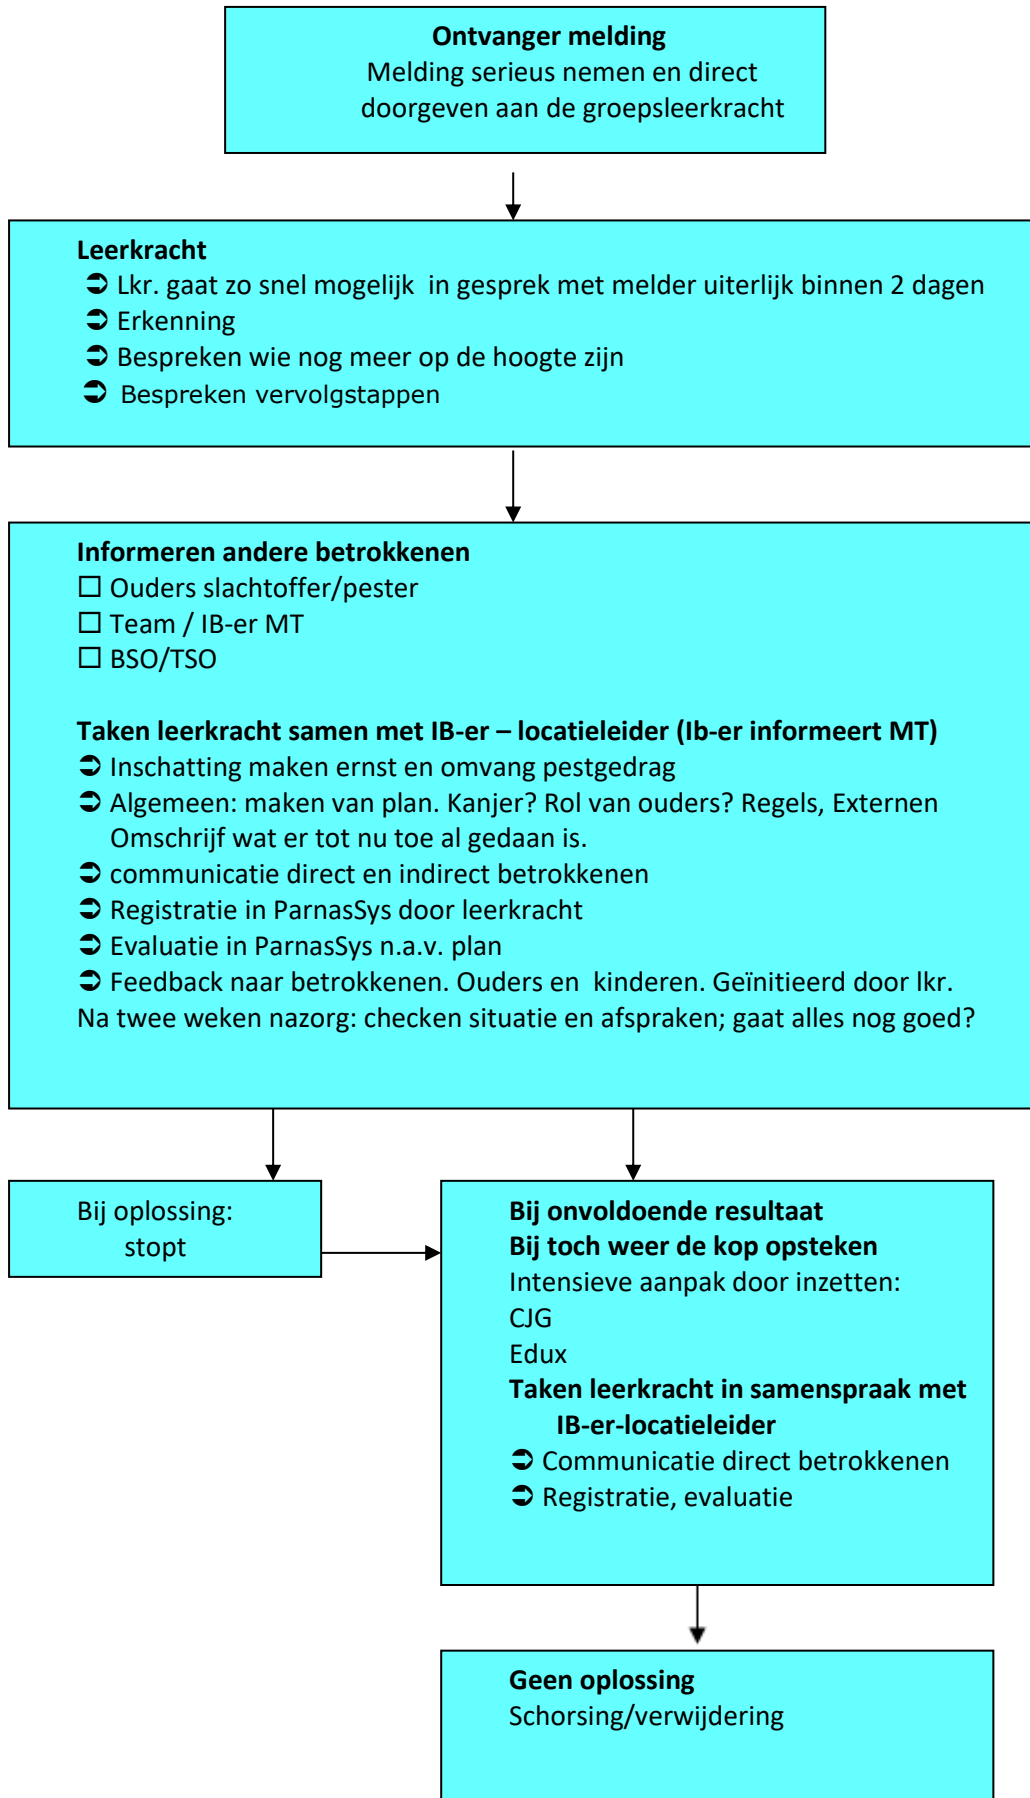 Ontvanger melding
Melding serieus nemen en direct
doorgeven aan de groepsleerkracht
Leerkracht
➲ Lkr. gaat zo snel mogelijk  in gesprek met melder uiterlijk binnen 2 dagen
➲ Erkenning
➲ Bespreken wie nog meer op de hoogte zijn
➲ Bespreken vervolgstappen
Informeren andere betrokkenen
☐ Ouders slachtoffer/pester
☐ Team / IB-er MT
☐ BSO/TSO
Taken leerkracht samen met IB-er – locatieleider (Ib-er informeert MT)
➲ Inschatting maken ernst en omvang pestgedrag
➲ Algemeen: maken van plan. Kanjer? Rol van ouders? Regels, Externen
Omschrijf wat er tot nu toe al gedaan is.
➲ communicatie direct en indirect betrokkenen
➲ Registratie in ParnasSys door leerkracht
➲ Evaluatie in ParnasSys n.a.v. plan
➲ Feedback naar betrokkenen. Ouders en  kinderen. Geïnitieerd door lkr.
Na twee weken nazorg: checken situatie en afspraken; gaat alles nog goed?
Bij oplossing:
stopt
Bij onvoldoende resultaat
Bij toch weer de kop opsteken
Intensieve aanpak door inzetten:
CJG
Edux
Taken leerkracht in samenspraak met
IB-er-locatieleider
➲ Communicatie direct betrokkenen
➲ Registratie, evaluatie
Geen oplossing
Schorsing/verwijdering